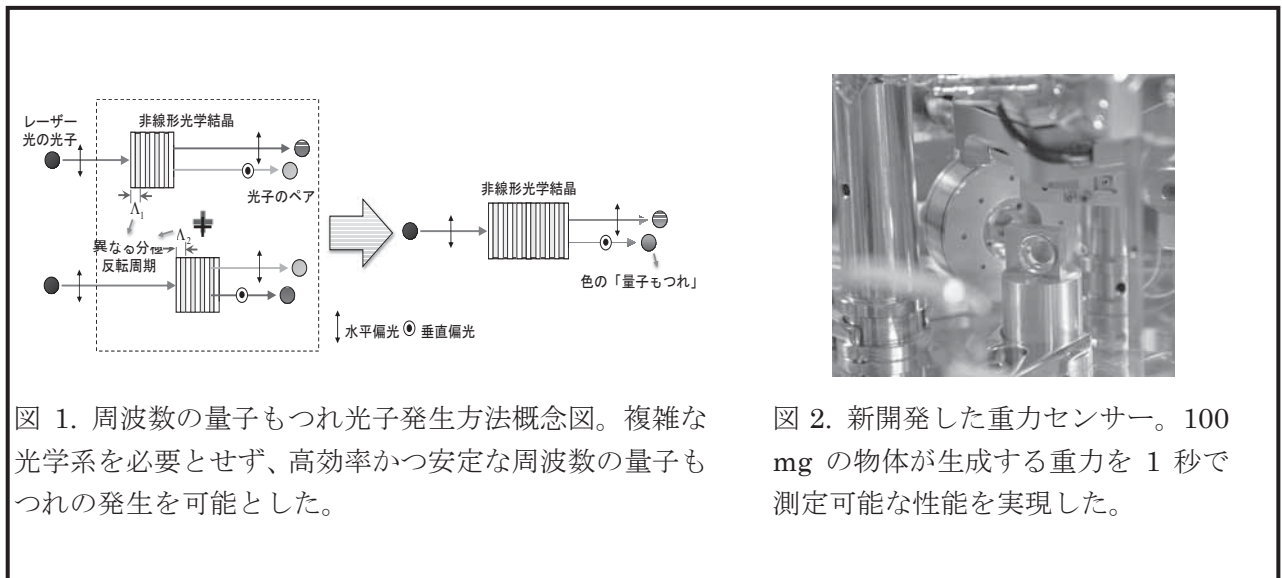 レーザー
光の光子
非線形光学結晶
光子のペア
Λ1
Λ2
異なる分極
反転周期
非線形光学結晶
色の「量子もつれ」
水平偏光 垂直偏光
図 1. 周波数の量子もつれ光子発生方法概念図。複雑な
光学系を必要とせず、高効率かつ安定な周波数の量子も
つれの発生を可能とした。
図 2. 新開発した重力センサー。100
mg の物体が生成する重力を 1 秒で
測定可能な性能を実現した。